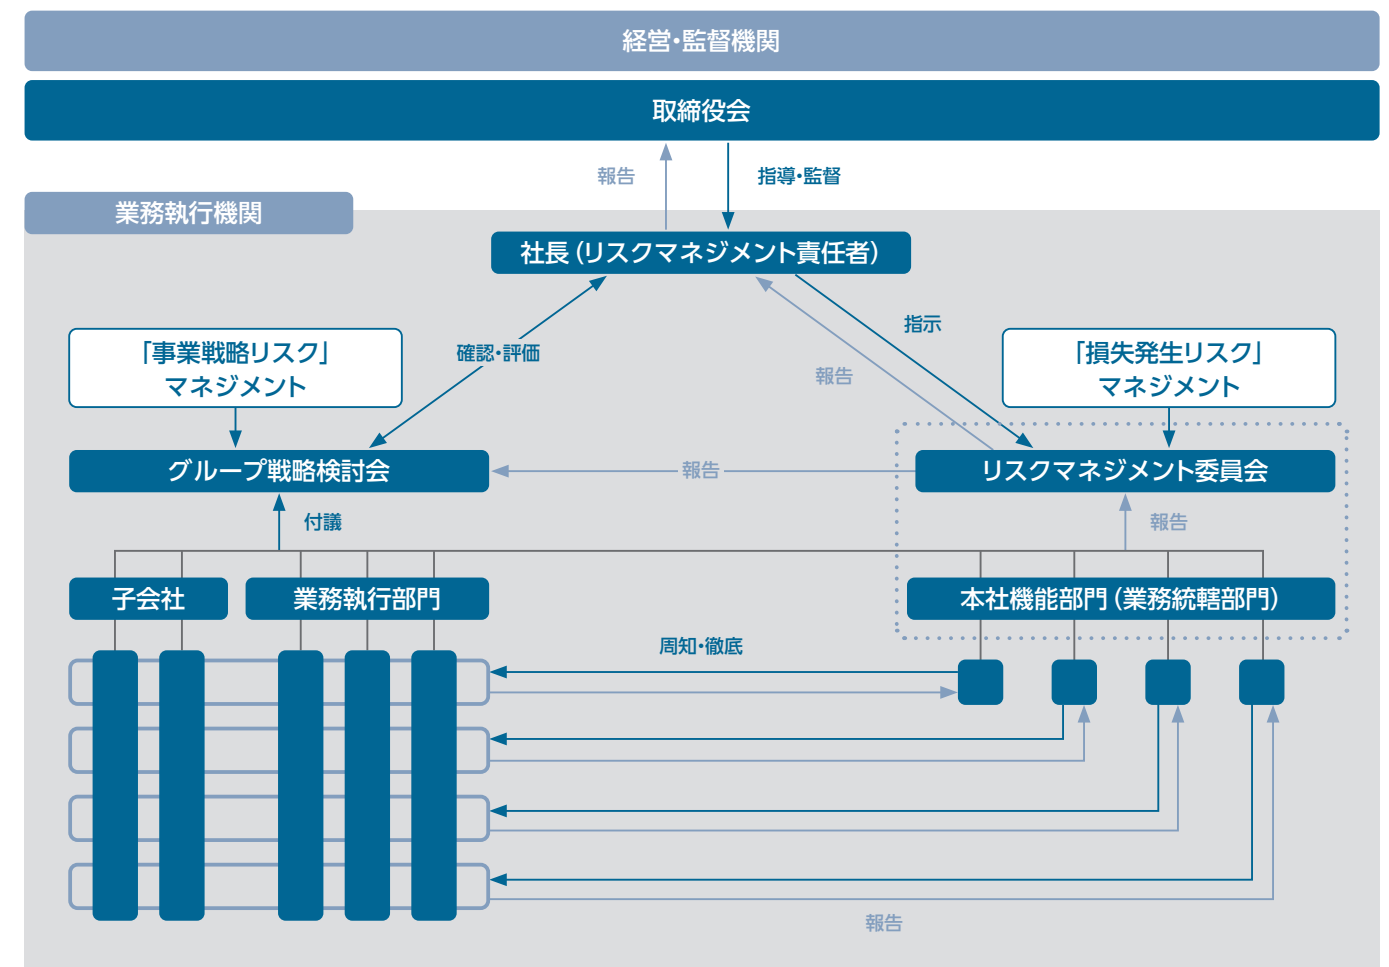 経営・監督機関
取締役会
報告
指導・監督
業務執行機関
社長（リスクマネジメント責任者）
指示
確認・評価
報告
「事業戦略リスク」
マネジメント
「損失発生リスク」
マネジメント
グループ戦略検討会
報告
リスクマネジメント委員会
付議
報告
子会社
業務執行部門
本社機能部門（業務統轄部門）
周知・徹底
報告